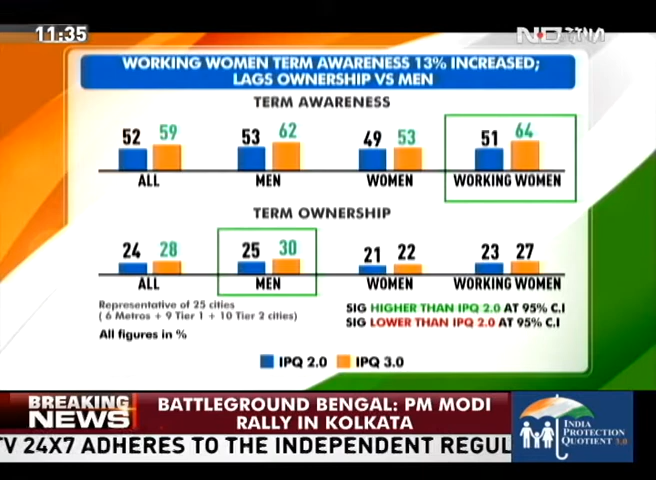 11:35
WORKING WOMEN TERM AWARENESS 13% INCREASED;
LAGS OWNERSHIP VS MEN
TERM AWARENESS
52 59 53 62 49 53 51 64
ALL MEN WOMEN WORKING WOMEN
TERM OWNERSHIP
24 28 25 30 21 22 23 27
ALL MEN WOMEN WORKING WOMEN
Representative of 25 cities
( 6 Metros + 9 Tier 1 + 10 Tier 2 cities)
All figures in %
SIG HIGHER THAN IPQ 2.0 AT 95% C.I
SIG LOWER THAN IPQ 2.0 AT 95% C.I
IPQ 2.0 IPQ 3.0
BREAKING
NEWS
BATTLEGROUND BENGAL: PM MODI
RALLY IN KOLKATA
INDIA
PROTECTION
QUOTIENT 3.0
TV 24X7 ADHERES TO THE INDEPENDENT REGUL